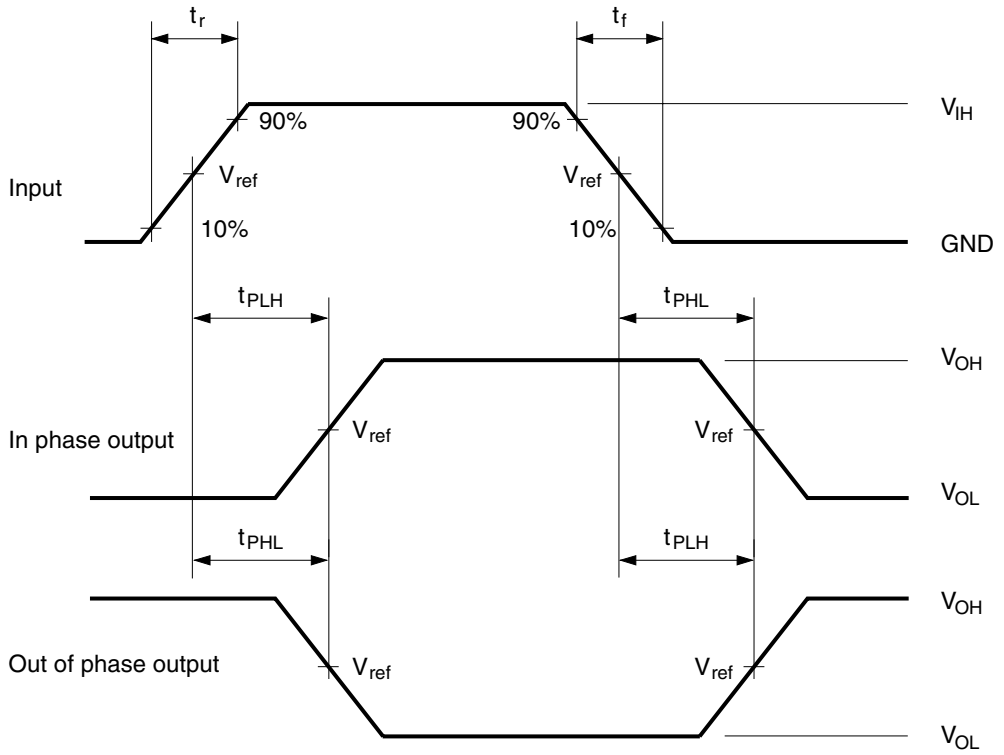 tr
tf
90%
90%
VIH
Input
Vref
Vref
10%
10%
GND
tPLH
tPHL
VOH
In phase output
Vref
Vref
VOL
tPHL
tPLH
VOH
Out of phase output
Vref
Vref
VOL